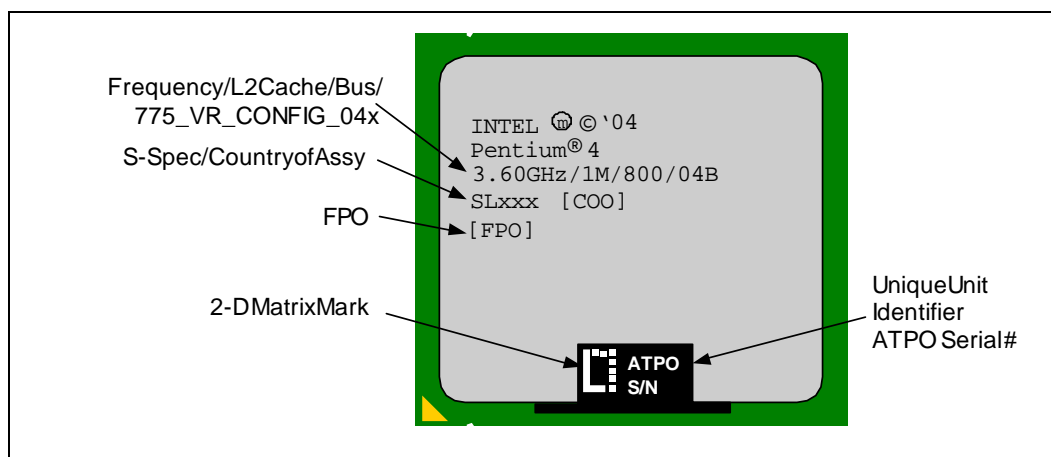 Frequency/L2Cache/Bus/
775_VR_CONFIG_04x
S-Spec/CountryofAssy
FPO
2-DMatrixMark
INTEL ⓜ © `04
Pentium® 4
3.60GHz/1M/800/04B
SLxxx [COO]
[FPO]
ATPO
S/N
UniqueUnit
Identifier
ATPO Serial#